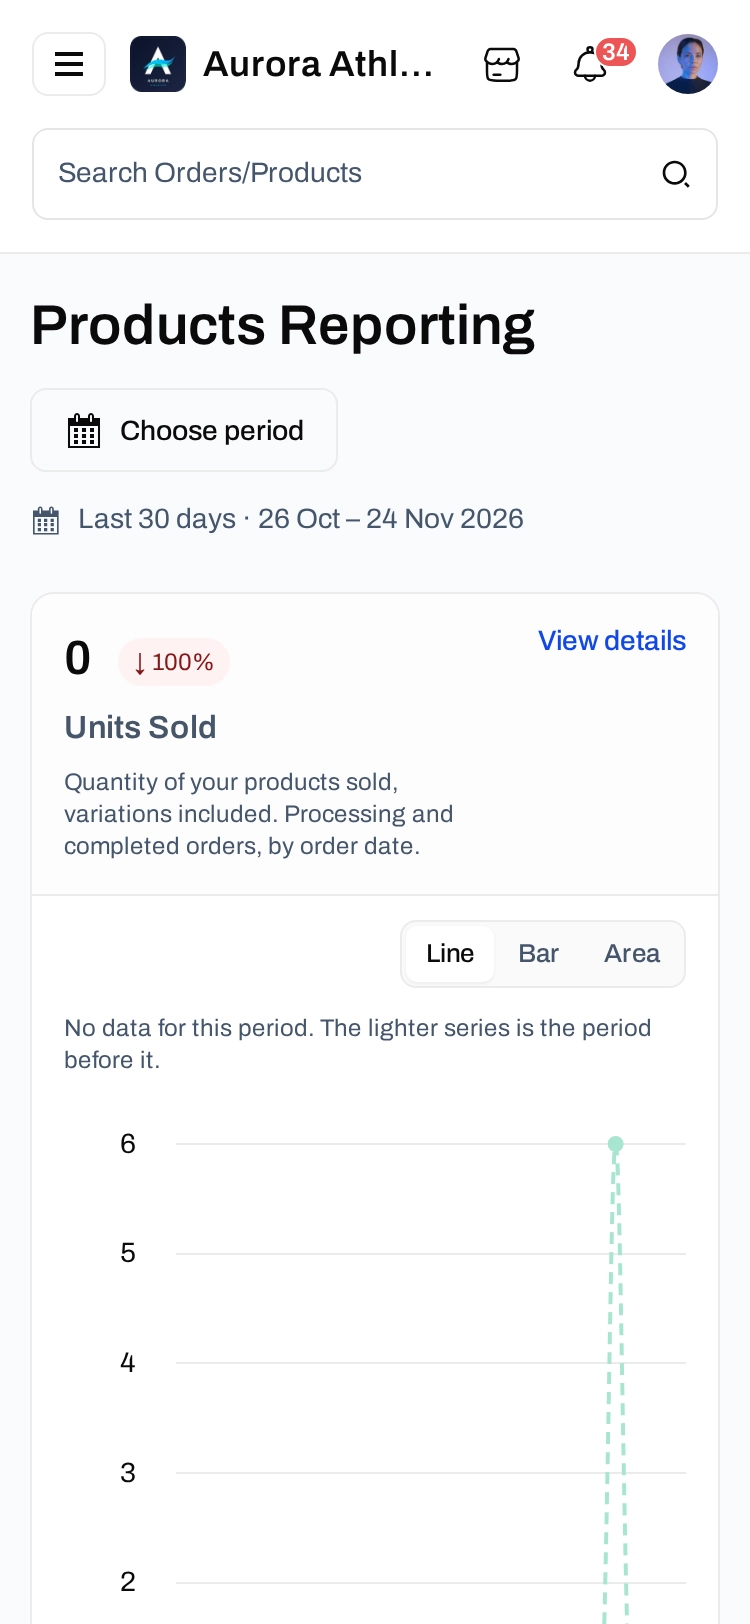 Aurora Athl...
34
Search Orders/Products
Products Reporting
Choose period
Last 30 days · 26 Oct – 24 Nov 2026
0
↓ 100%
View details
Units Sold
Quantity of your products sold,
variations included. Processing and
completed orders, by order date.
Line Bar Area
No data for this period. The lighter series is the period
before it.
6
5
4
3
2